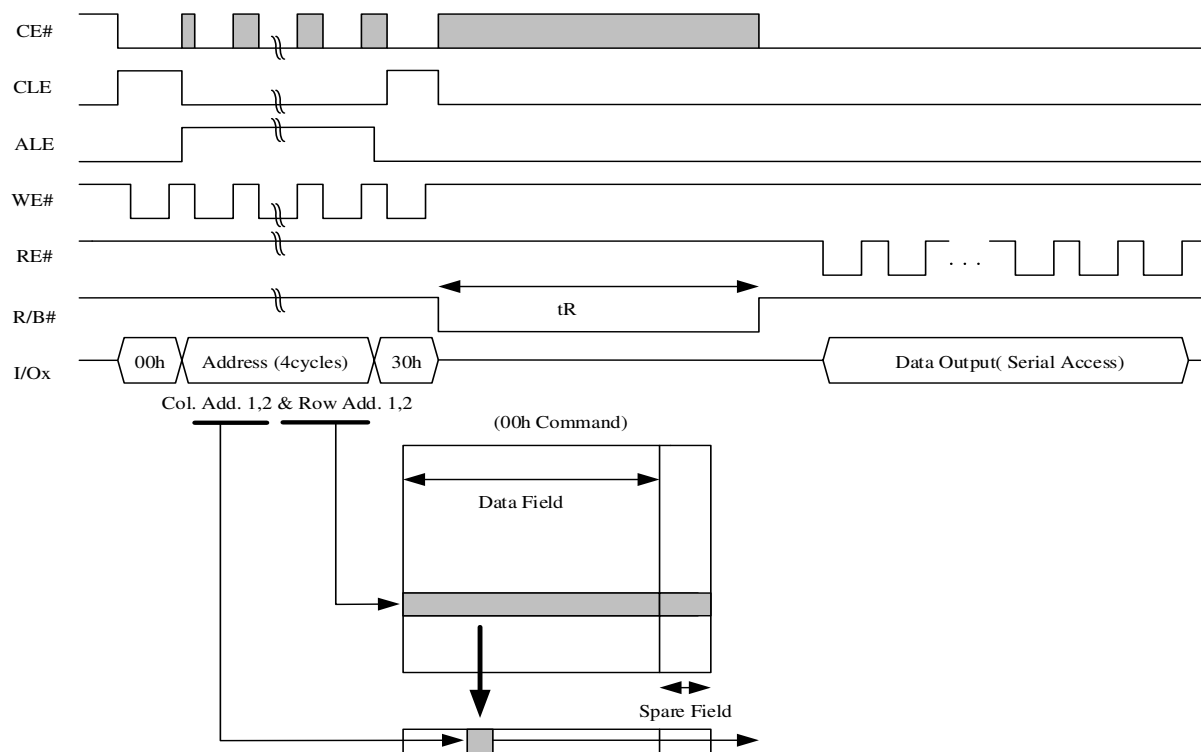 CE#
CLE
ALE
WE#
RE#
. . .
R/B#
tR
I/Ox
00h
Address (4cycles)
30h
Data Output( Serial Access)
Col. Add. 1,2 & Row Add. 1,2
(00h Command)
Data Field
Spare Field